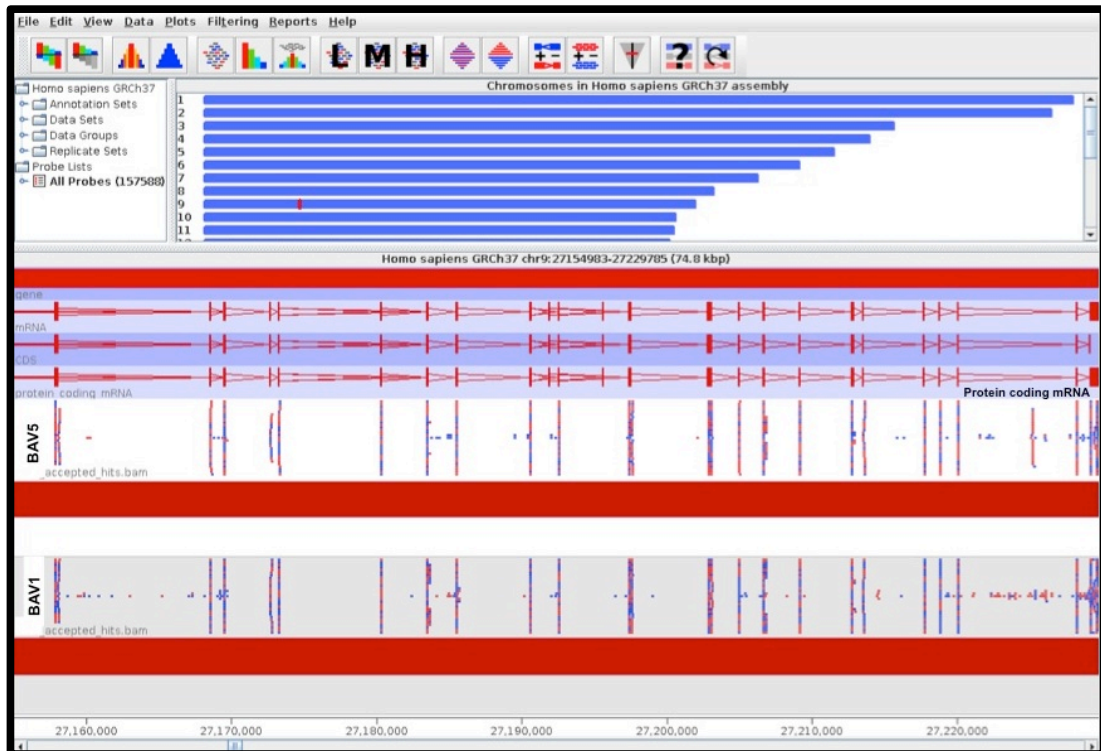 File Edit View Data Plots Filtering Reports Help
L M H ?
Homo sapiens GRCh37
Annotation Sets
Data Sets
Data Groups
Replicate Sets
Probe Lists
All Probes (157588)
Chromosomes in Homo sapiens GRCh37 assembly
1
2
3
4
5
6
7
8
9
10
11
Homo sapiens GRCh37 chr9:27154983-27229785 (74.8 kbp)
gene
mRNA
CDS
protein coding mRNA
Protein coding mRNA
BAV5
_accepted_hits.bam
BAV1
_accepted_hits.bam
27,160,000 27,170,000 27,180,000 27,190,000 27,200,000 27,210,000 27,220,000